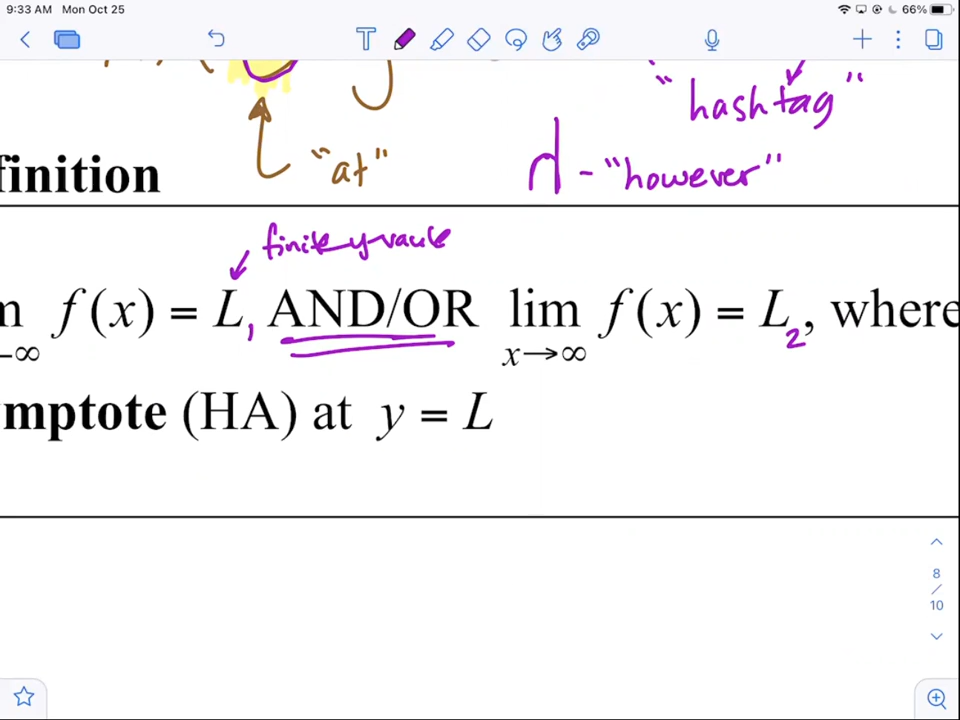 9:33 AM Mon Oct 25
66%
T
"hashtag"
"at"
- "however"
finition
finite y-value
f(x) = L₁ AND/OR lim f(x) = L₂, where
−∞ x→∞
mptote (HA) at y = L
8
/
10